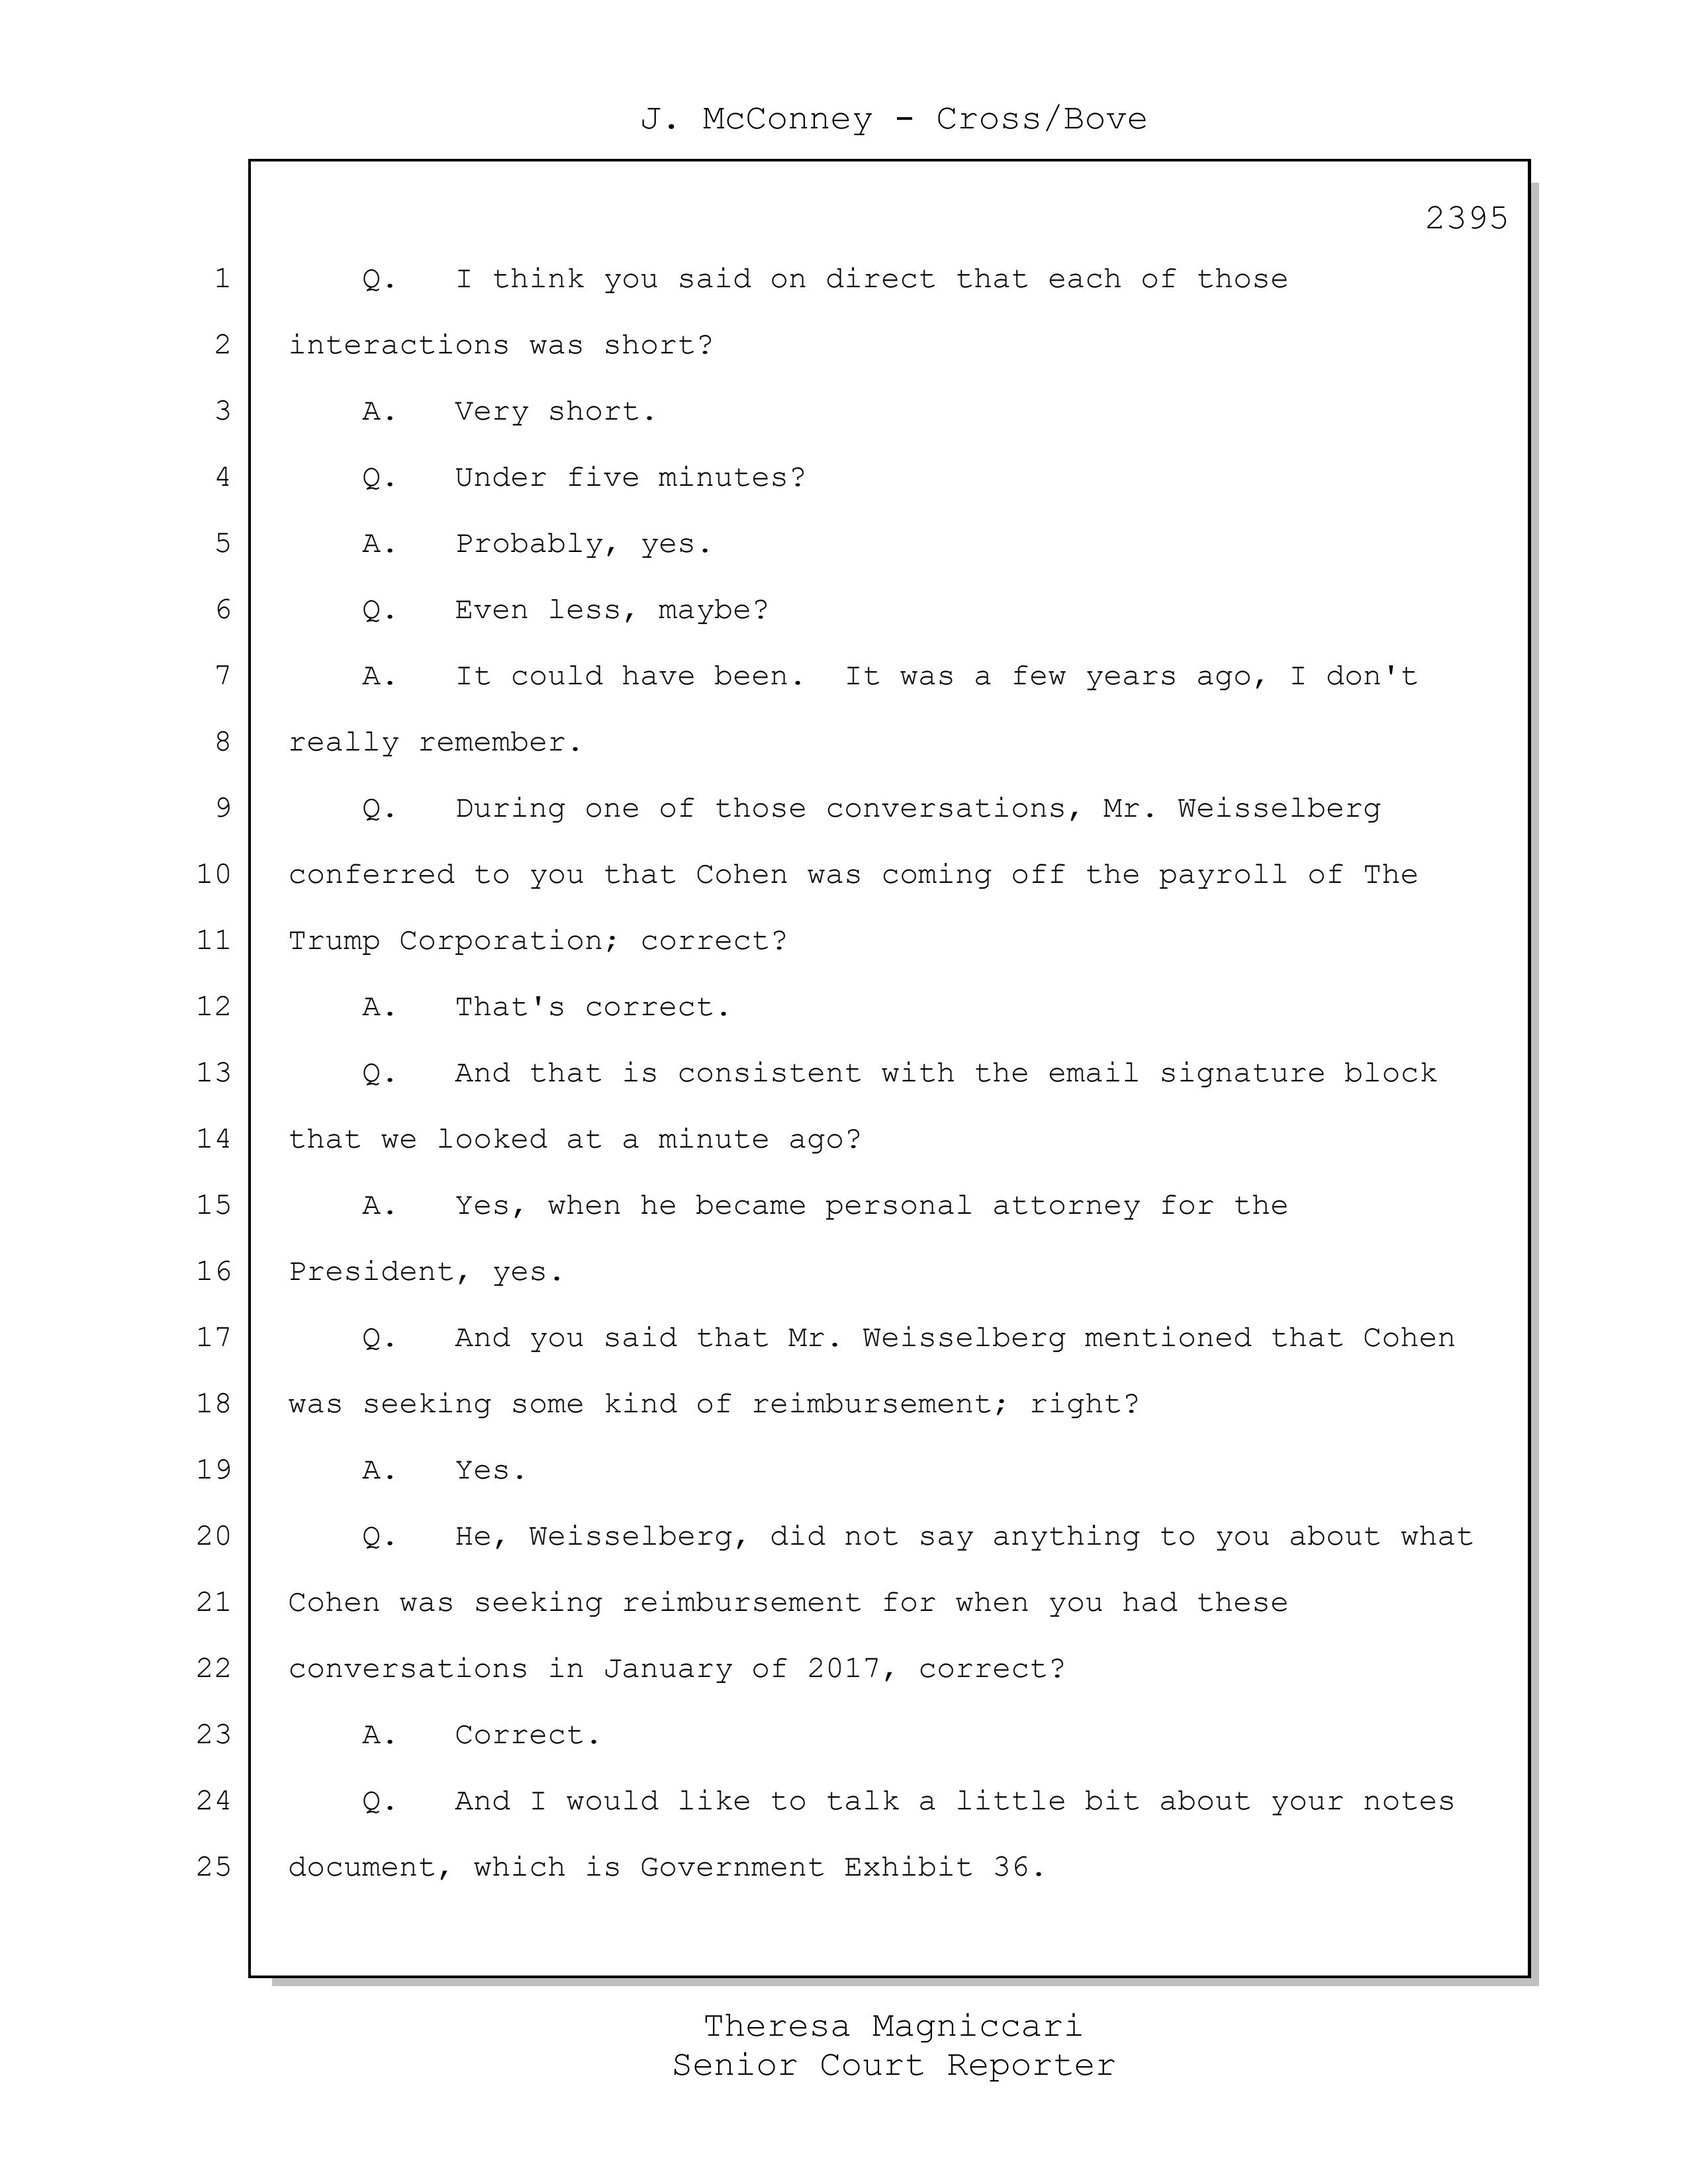 J. McConney - Cross/Bove
2395
1 Q. I think you said on direct that each of those
2 interactions was short?
3 A. Very short.
4 Q. Under five minutes?
5 A. Probably, yes.
6 Q. Even less, maybe?
7 A. It could have been. It was a few years ago, I don't
8 really remember.
9 Q. During one of those conversations, Mr. Weisselberg
10 conferred to you that Cohen was coming off the payroll of The
11 Trump Corporation; correct?
12 A. That's correct.
13 Q. And that is consistent with the email signature block
14 that we looked at a minute ago?
15 A. Yes, when he became personal attorney for the
16 President, yes.
17 Q. And you said that Mr. Weisselberg mentioned that Cohen
18 was seeking some kind of reimbursement; right?
19 A. Yes.
20 Q. He, Weisselberg, did not say anything to you about what
21 Cohen was seeking reimbursement for when you had these
22 conversations in January of 2017, correct?
23 A. Correct.
24 Q. And I would like to talk a little bit about your notes
25 document, which is Government Exhibit 36.
Theresa Magniccari
Senior Court Reporter